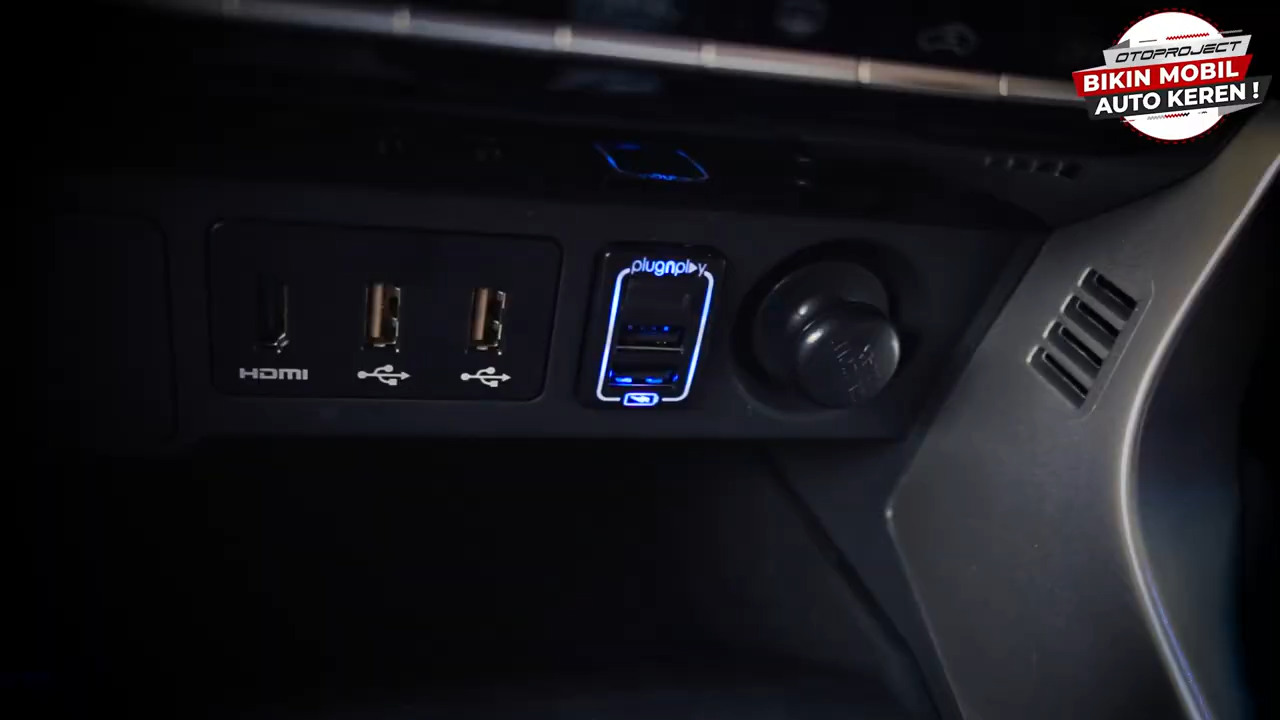 OTOPROJECT
BIKIN MOBIL
AUTO KEREN !
plugnplay
HDMI